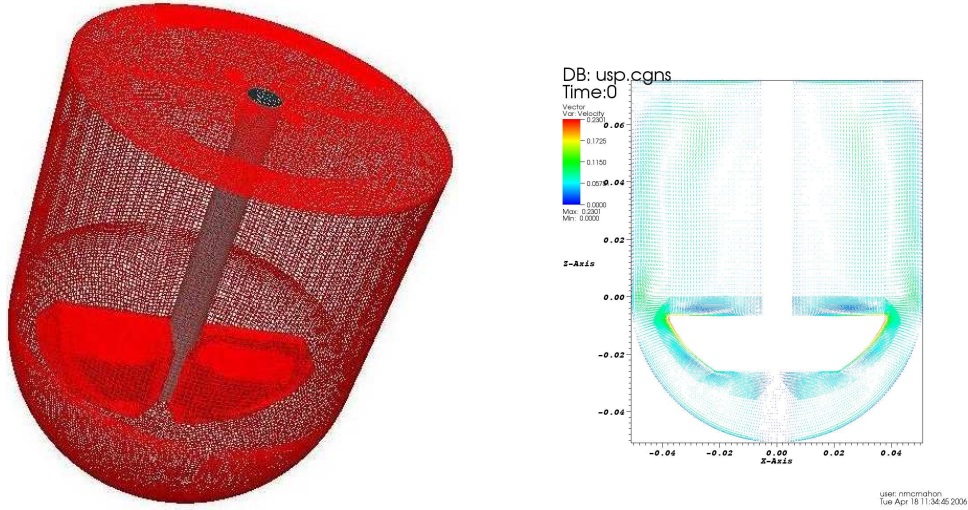 DB: usp.cgns
Time:0
Vector
Var: Velocity
0.2301
0.1725
0.1150
0.0575
0.0000
Max: 0.2301
Min: 0.0000
0.06
0.04
0.02
Z-Axis
0.00
-0.02
-0.04
-0.04 -0.02 0.00 0.02 0.04
X-Axis
user: nmcmahon
Tue Apr 18 11:34:45 2006